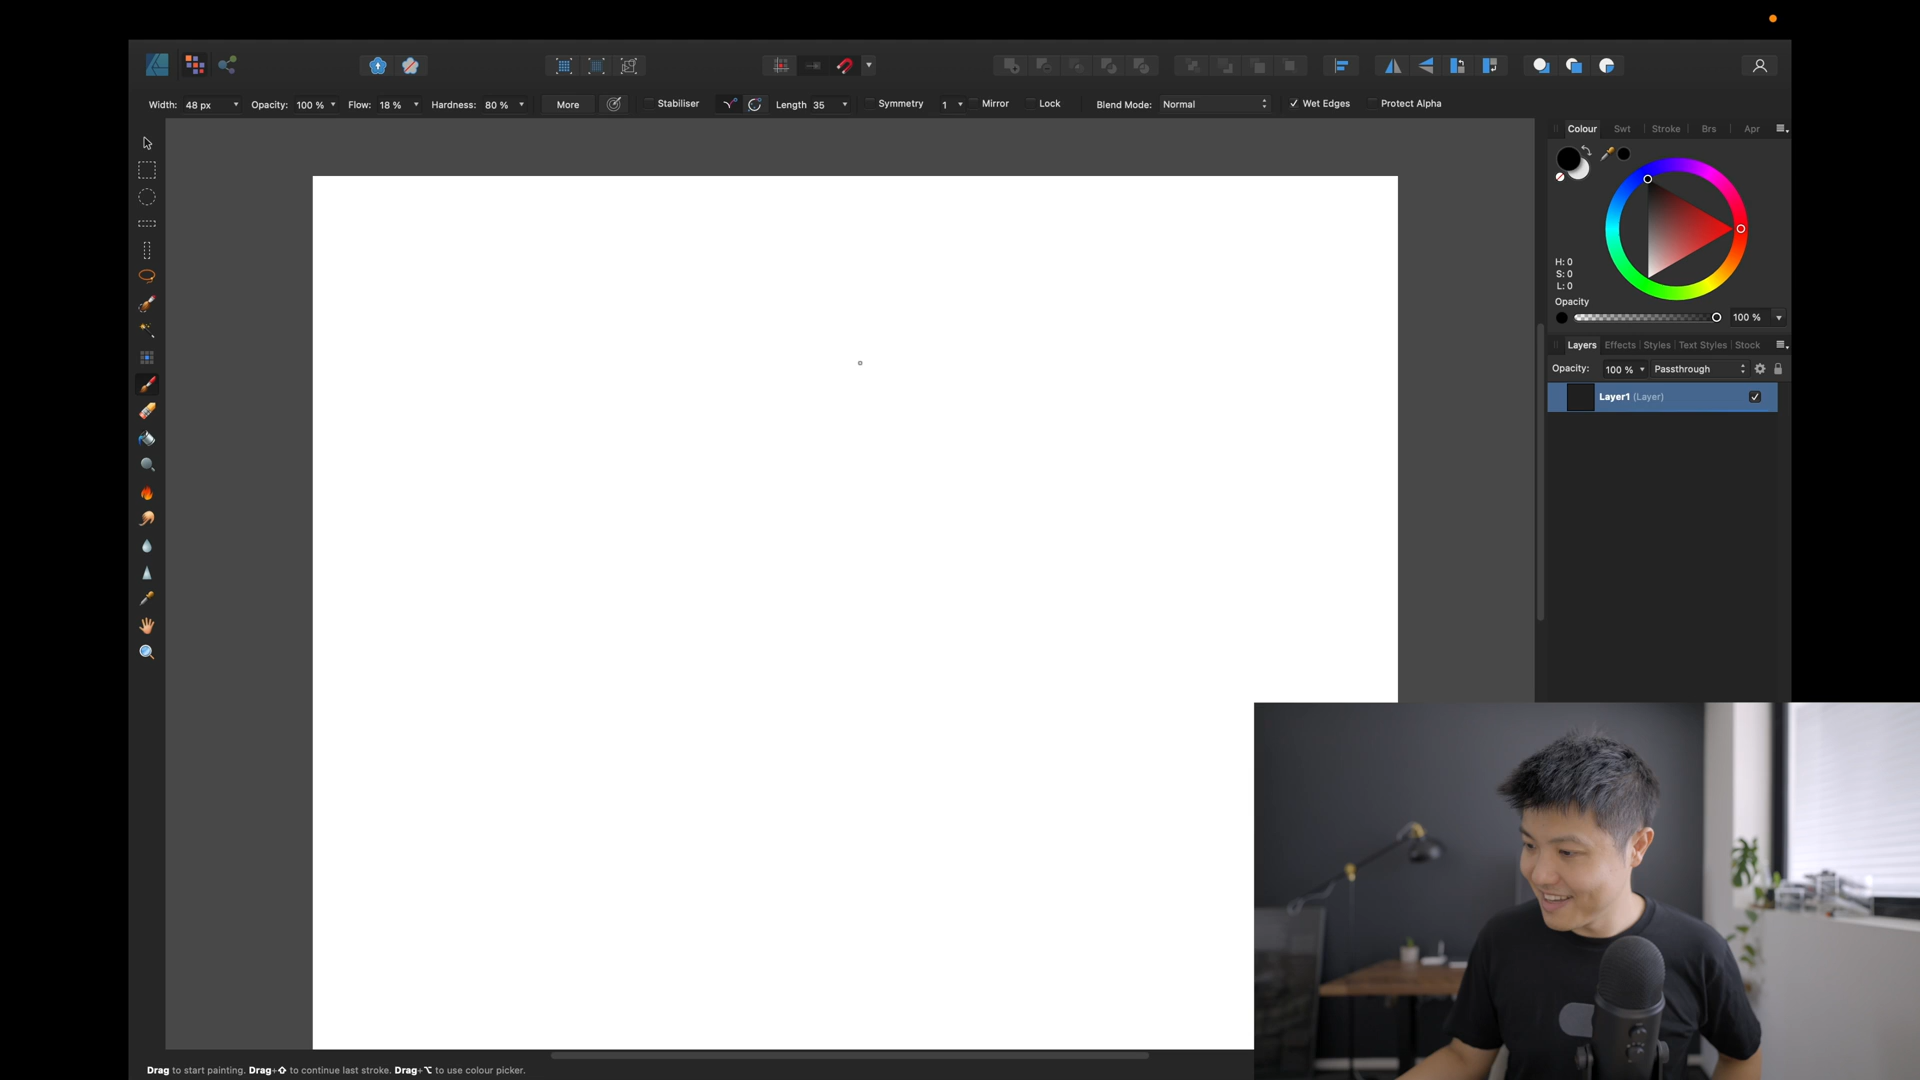 Width: 48 px Opacity: 100 % Flow: 18 % Hardness: 80 % More Stabiliser Length 35 Symmetry 1 Mirror Lock Blend Mode: Normal Wet Edges Protect Alpha
Colour Swt Stroke Brs Apr
H: 0
S: 0
L: 0
Opacity
100 %
Layers Effects Styles Text Styles Stock
Opacity: 100 % Passthrough
Layer1 (Layer)
Drag to start painting. Drag+⇧ to continue last stroke. Drag+⌥ to use colour picker.